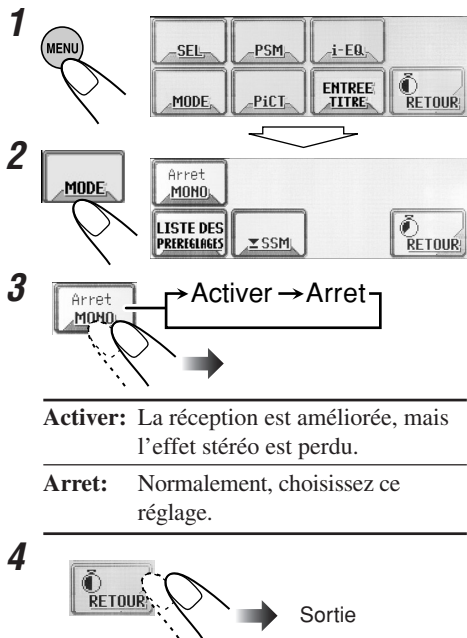 1
MENU
SEL PSM i-EQ
MODE PiCT ENTREE TITRE RETOUR
2
MODE
Arret
MONO
LISTE DES PREREGLAGES SSM RETOUR
3
Arret
MONO
Activer Arret
Activer: La réception est améliorée, mais
l'effet stéréo est perdu.
Arret: Normalement, choisissez ce
réglage.
4
RETOUR
Sortie